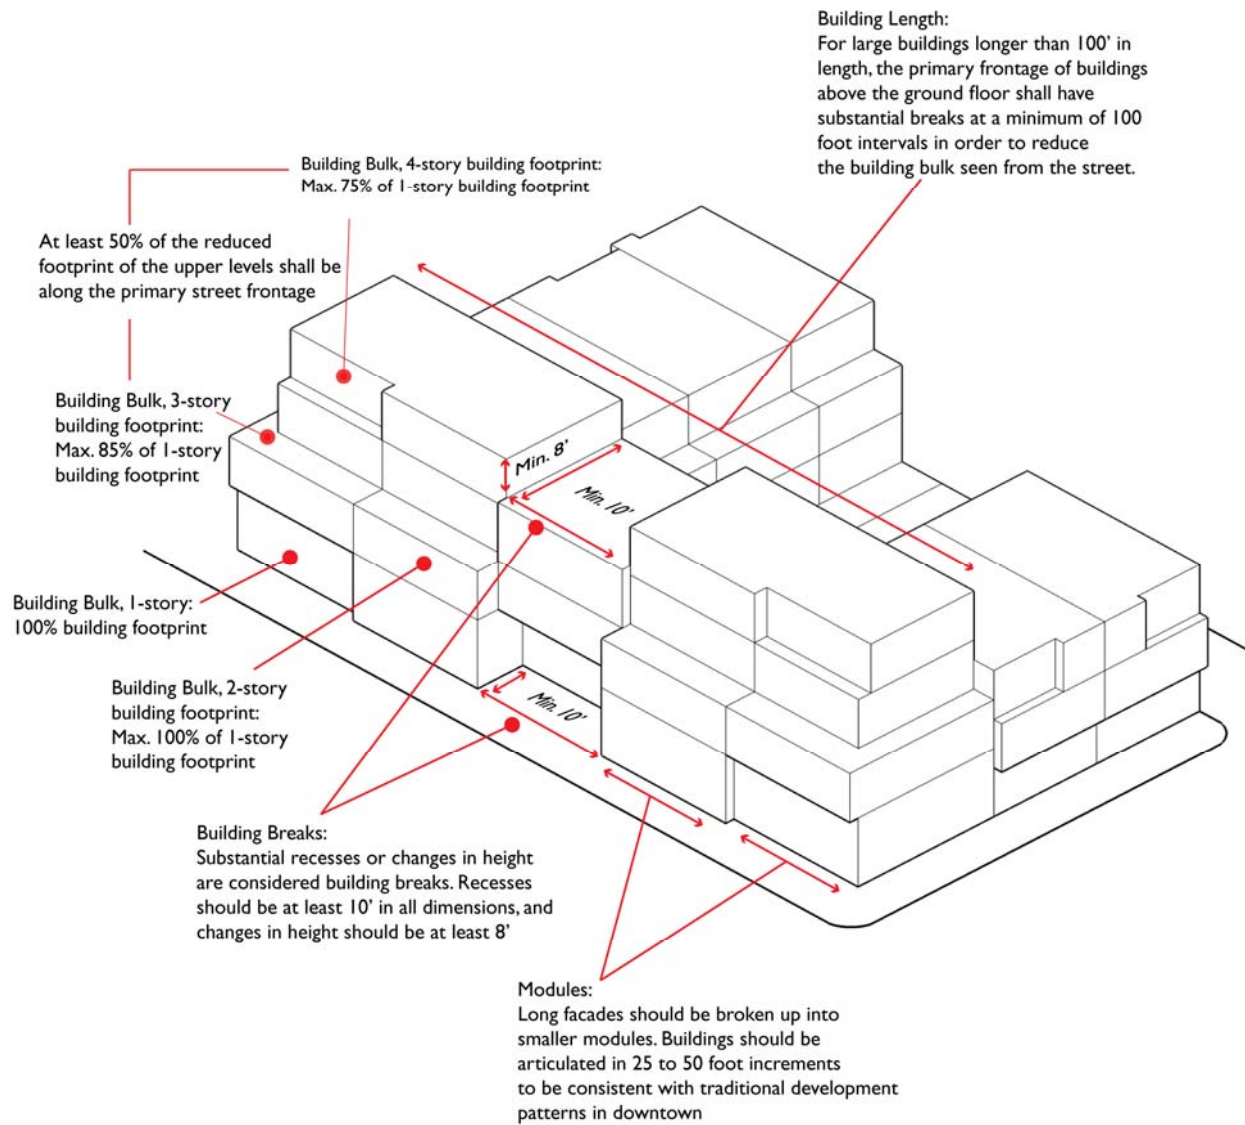 Building Length:
For large buildings longer than 100' in
length, the primary frontage of buildings
above the ground floor shall have
substantial breaks at a minimum of 100
foot intervals in order to reduce
the building bulk seen from the street.
Building Bulk, 4-story building footprint:
Max. 75% of 1-story building footprint
At least 50% of the reduced
footprint of the upper levels shall be
along the primary street frontage
Building Bulk, 3-story
building footprint:
Max. 85% of 1-story
building footprint
Min. 8'
Min. 10'
Building Bulk, 1-story:
100% building footprint
Building Bulk, 2-story
building footprint:
Max. 100% of 1-story
building footprint
Min. 10'
Building Breaks:
Substantial recesses or changes in height
are considered building breaks. Recesses
should be at least 10' in all dimensions, and
changes in height should be at least 8'
Modules:
Long facades should be broken up into
smaller modules. Buildings should be
articulated in 25 to 50 foot increments
to be consistent with traditional development
patterns in downtown